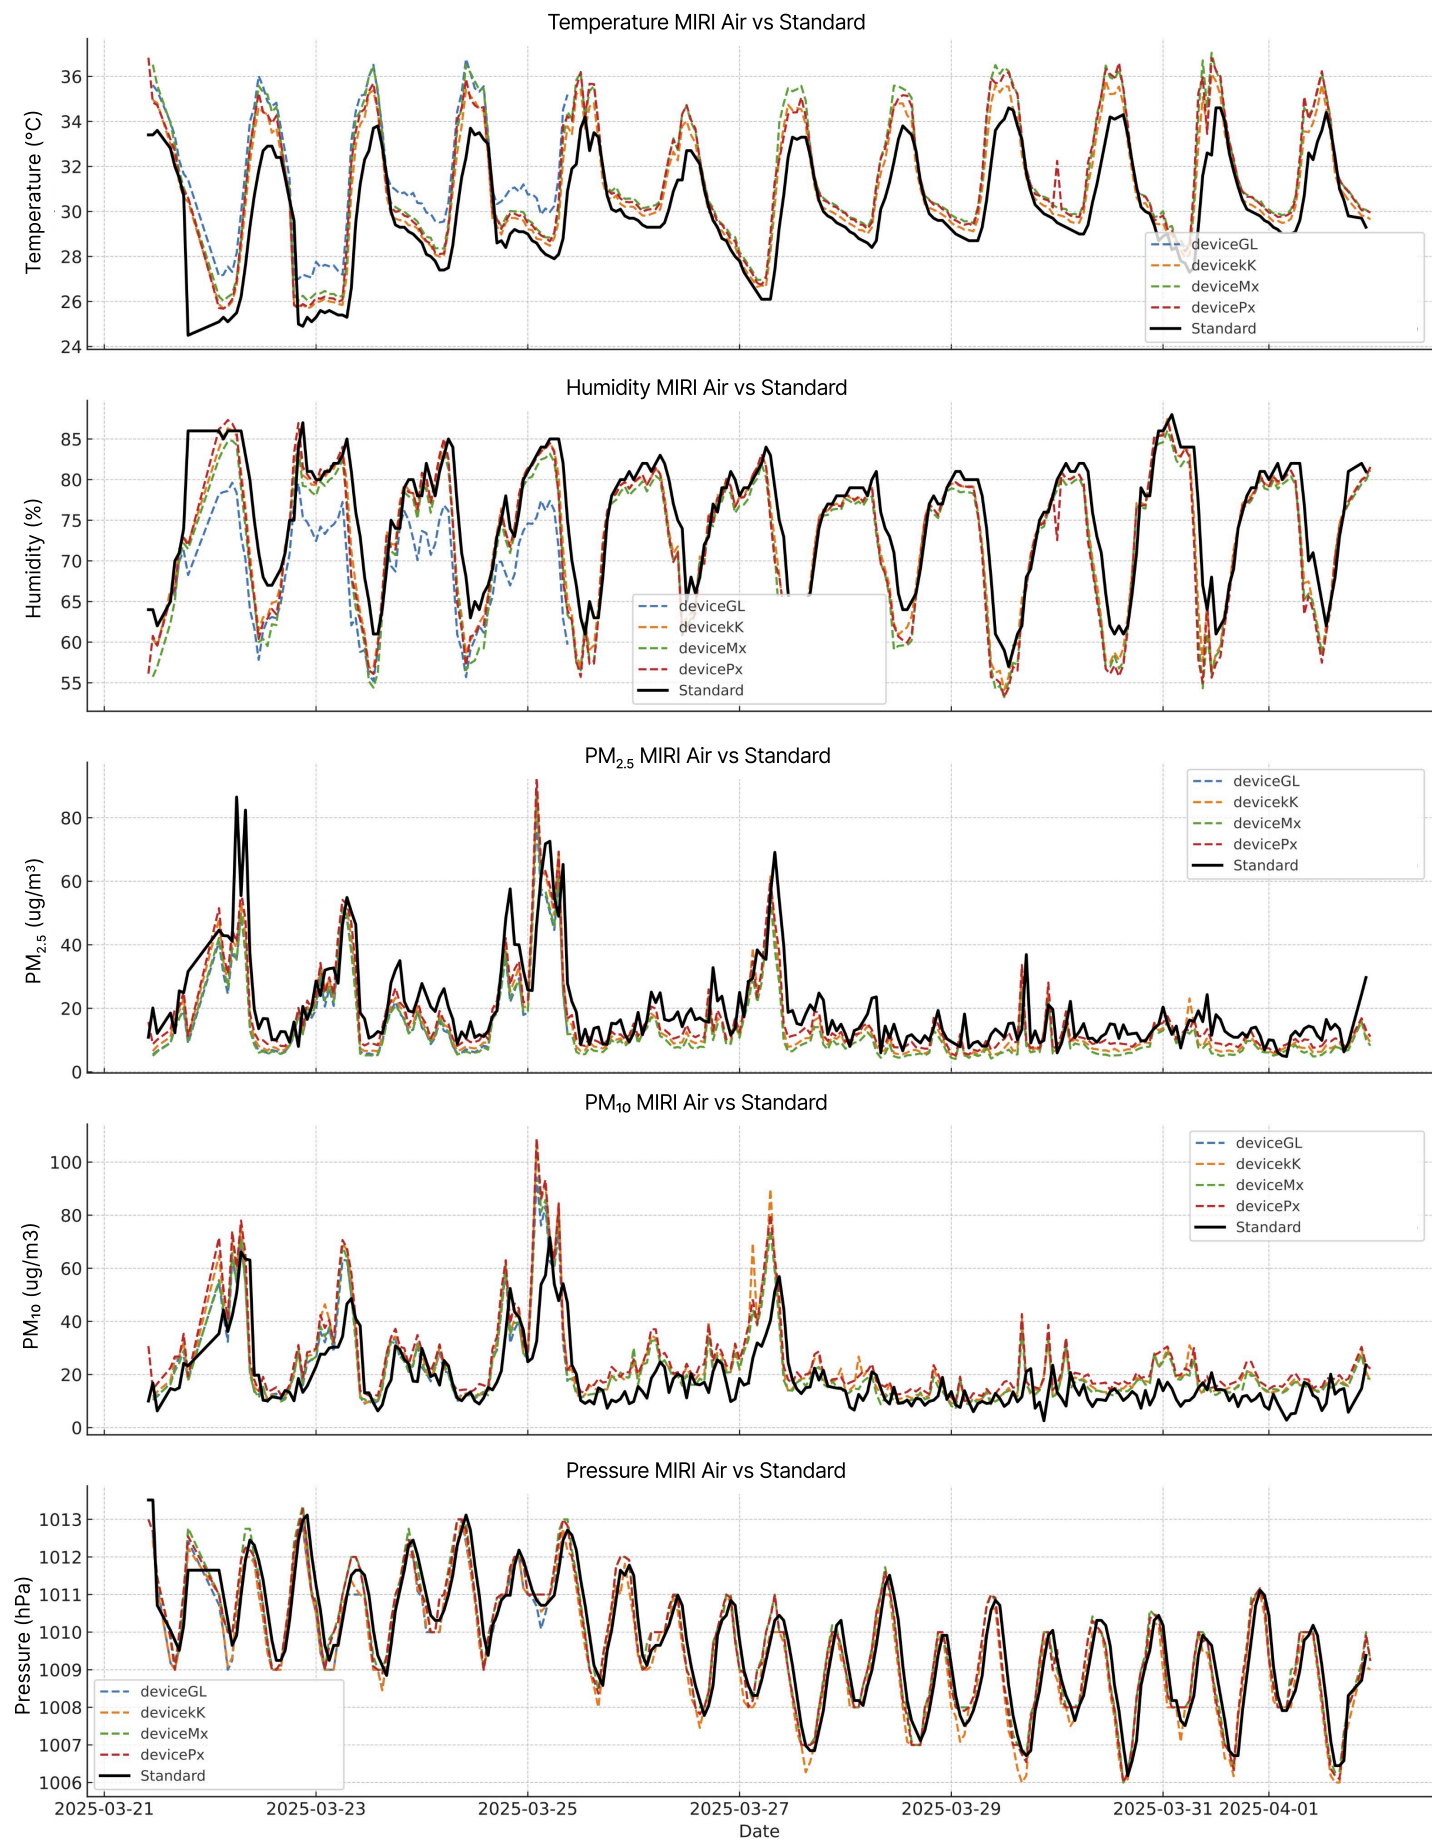 Temperature MIRI Air vs Standard
Temperature (°C)
36
34
32
30
28
26
24
deviceGL
devicekK
deviceMx
devicePx
Standard
Humidity MIRI Air vs Standard
Humidity (%)
85
80
75
70
65
60
55
deviceGL
devicekK
deviceMx
devicePx
Standard
PM₂.₅ MIRI Air vs Standard
PM₂.₅ (ug/m³)
80
60
40
20
0
deviceGL
devicekK
deviceMx
devicePx
Standard
PM₁₀ MIRI Air vs Standard
PM₁₀ (ug/m3)
100
80
60
40
20
0
deviceGL
devicekK
deviceMx
devicePx
Standard
Pressure MIRI Air vs Standard
Pressure (hPa)
1013
1012
1011
1010
1009
1008
1007
1006
deviceGL
devicekK
deviceMx
devicePx
Standard
2025-03-21 2025-03-23 2025-03-25 2025-03-27 2025-03-29 2025-03-31 2025-04-01
Date